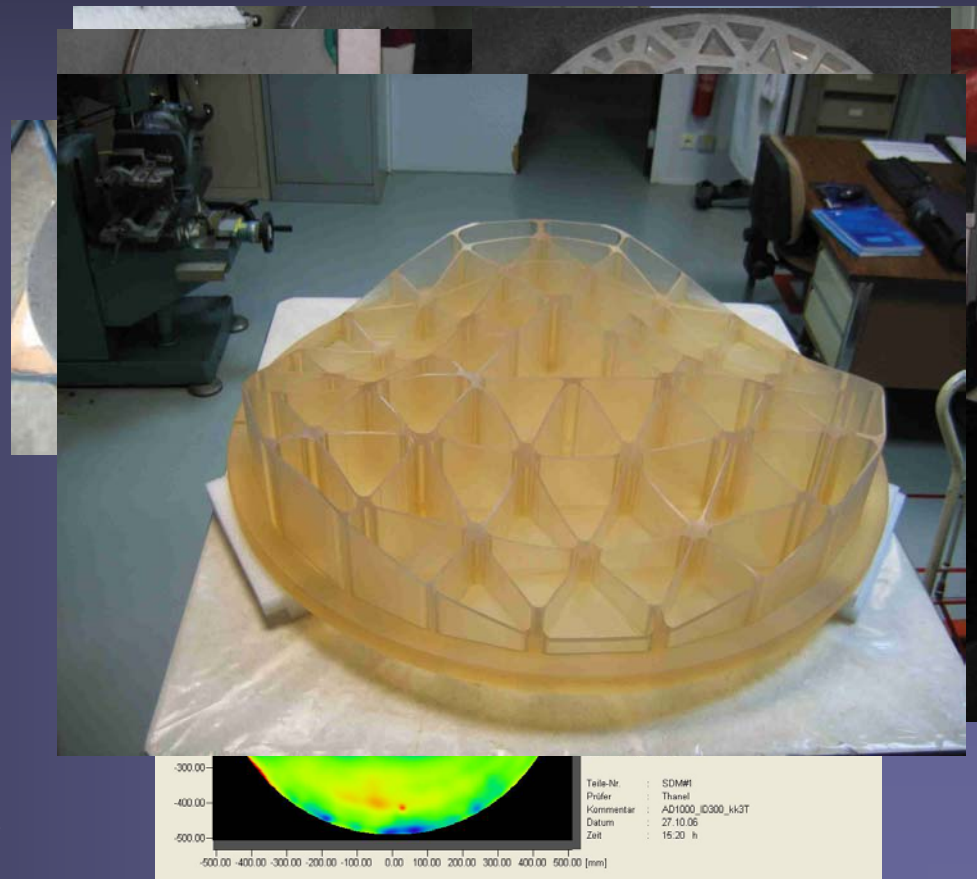 -300.00
-400.00
-500.00
-500.00 -400.00 -300.00 -200.00 -100.00 0.00 100.00 200.00 300.00 400.00 500.00 [mm]
Teile-Nr. : SDM#1
Prüfer : Thanel
Kommentar : AD1000_ID300_kk3T
Datum : 27.10.06
Zeit : 15:20 h